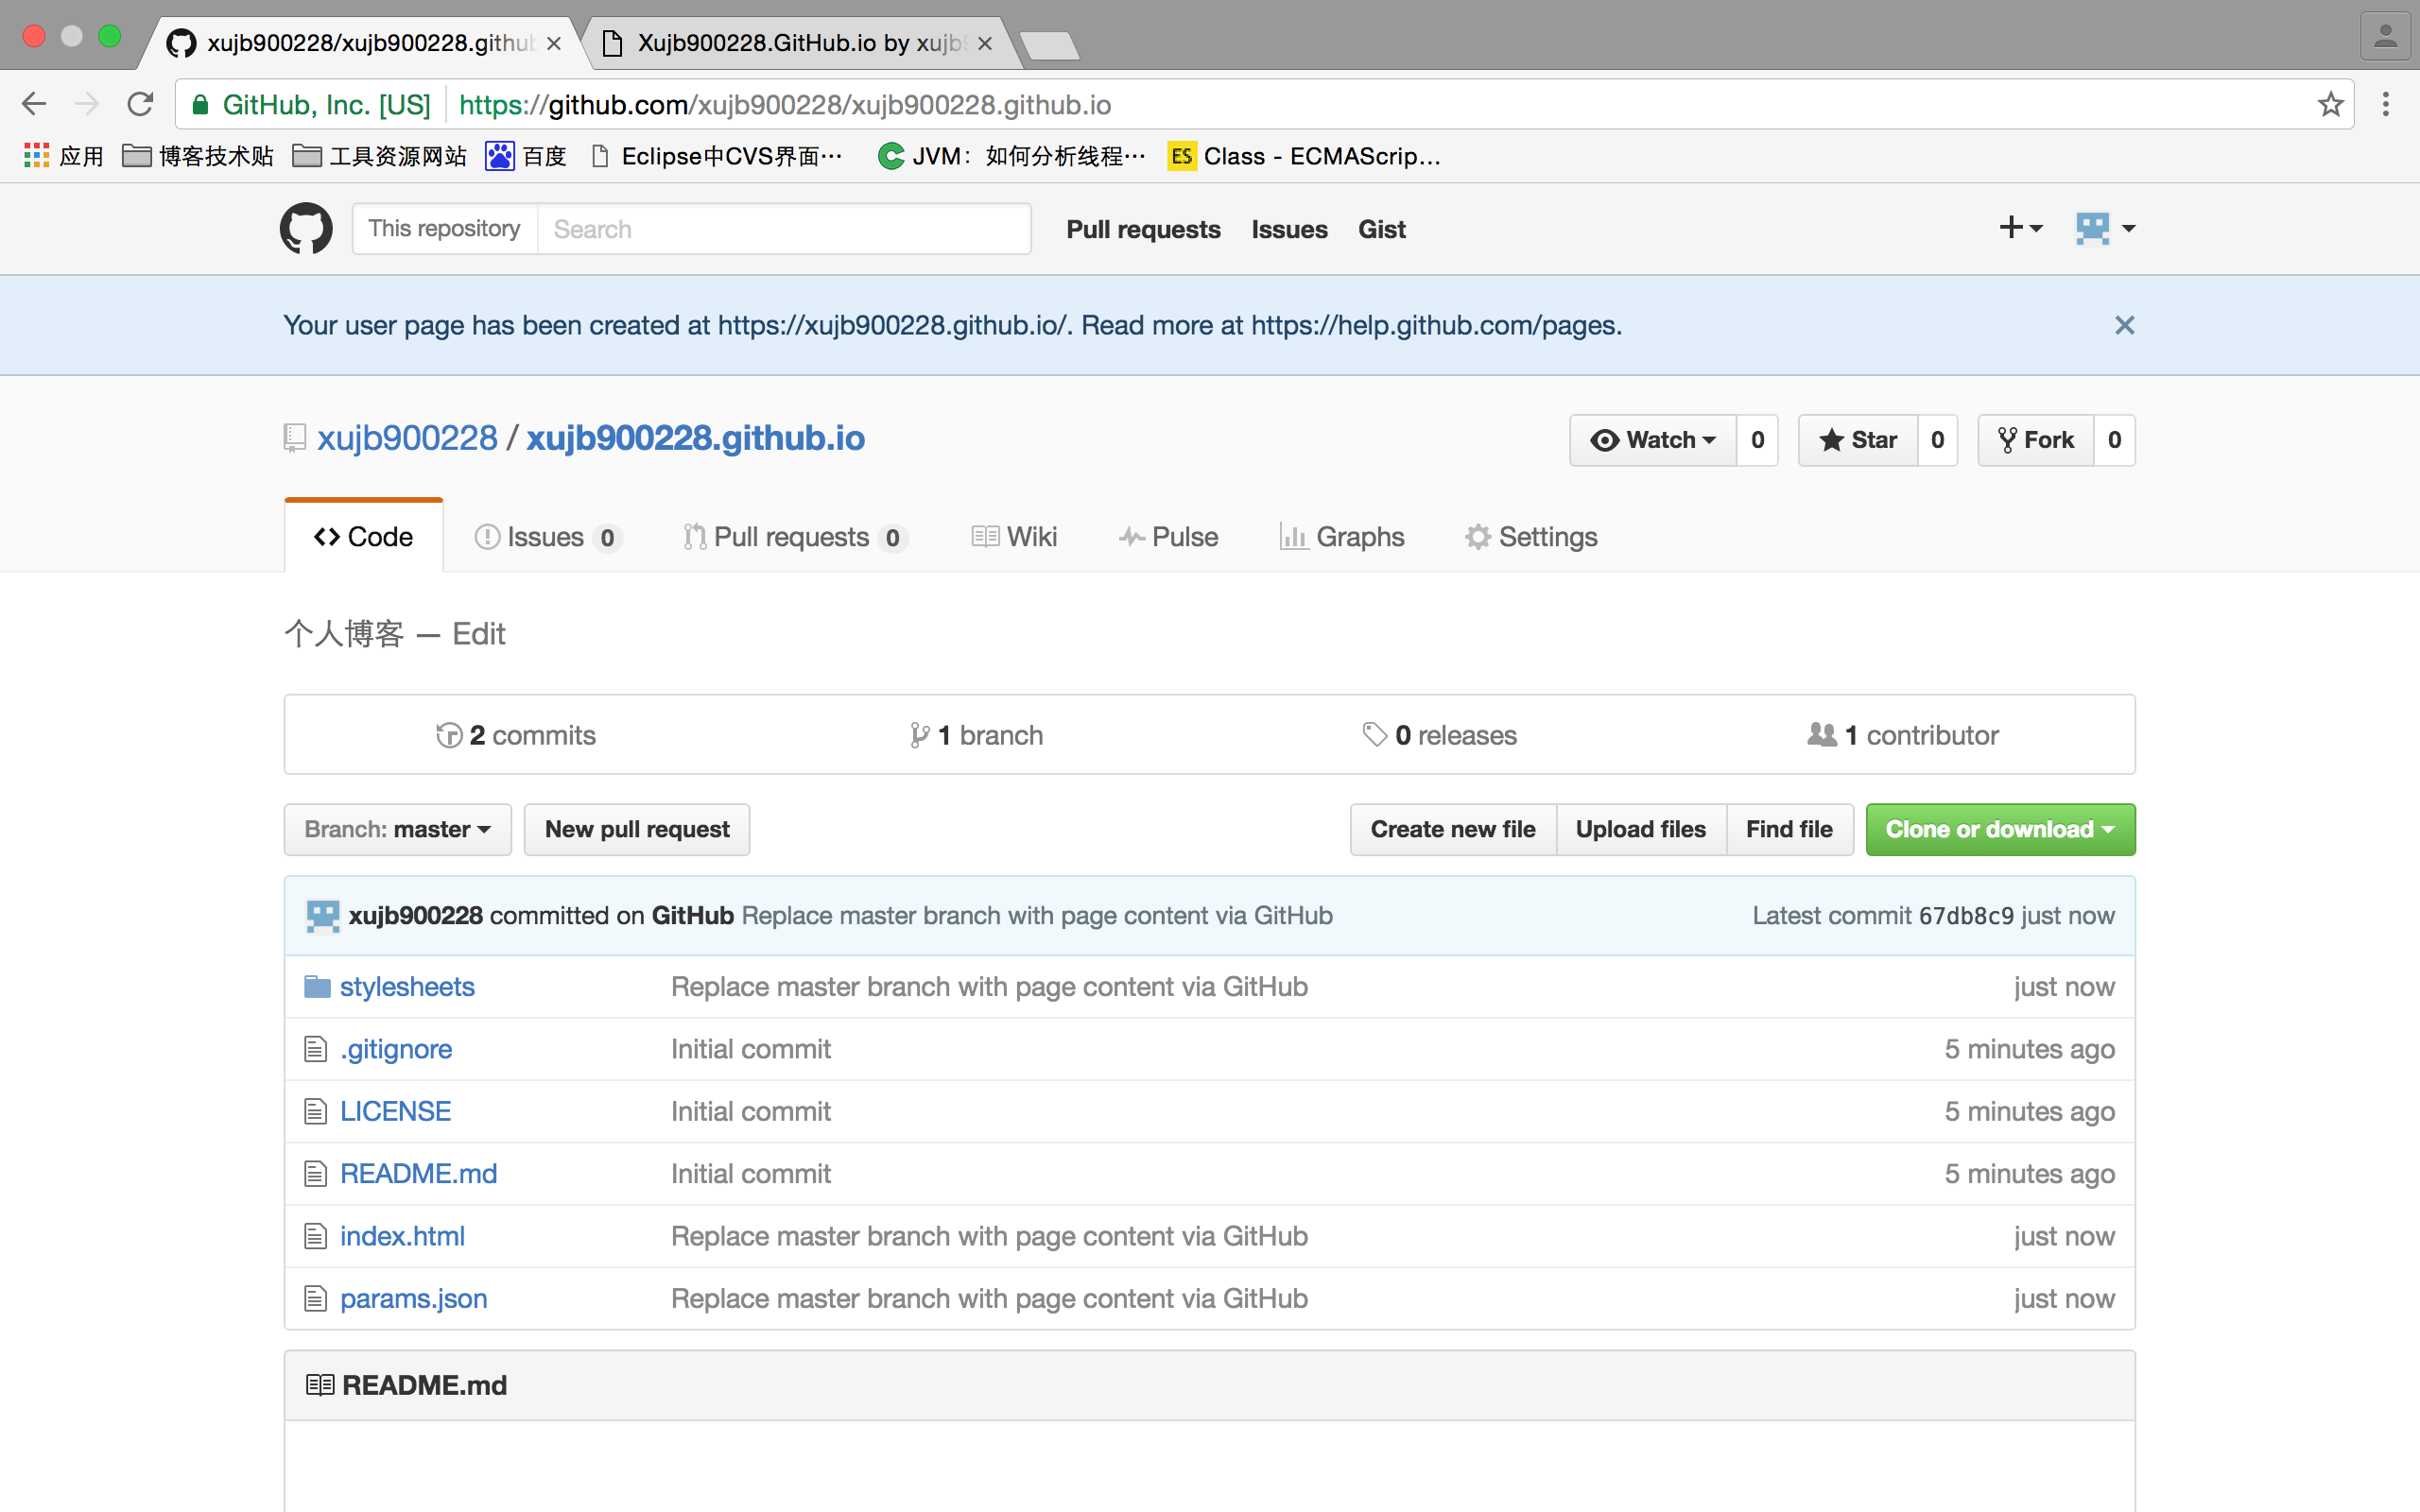 xujb900228/xujb900228.github
Xujb900228.GitHub.io by xujb9
GitHub, Inc. [US] https://github.com/xujb900228/xujb900228.github.io
应用 博客技术贴 工具资源网站 百度 Eclipse中CVS界面… JVM：如何分析线程… ES Class - ECMAScrip...
This repository Search Pull requests Issues Gist
Your user page has been created at https://xujb900228.github.io/. Read more at https://help.github.com/pages.
xujb900228 / xujb900228.github.io Watch 0 Star 0 Fork 0
Code Issues 0 Pull requests 0 Wiki Pulse Graphs Settings
个人博客 — Edit
2 commits 1 branch 0 releases 1 contributor
Branch: master New pull request Create new file Upload files Find file Clone or download
xujb900228 committed on GitHub Replace master branch with page content via GitHub Latest commit 67db8c9 just now
stylesheets Replace master branch with page content via GitHub just now
.gitignore Initial commit 5 minutes ago
LICENSE Initial commit 5 minutes ago
README.md Initial commit 5 minutes ago
index.html Replace master branch with page content via GitHub just now
params.json Replace master branch with page content via GitHub just now
README.md